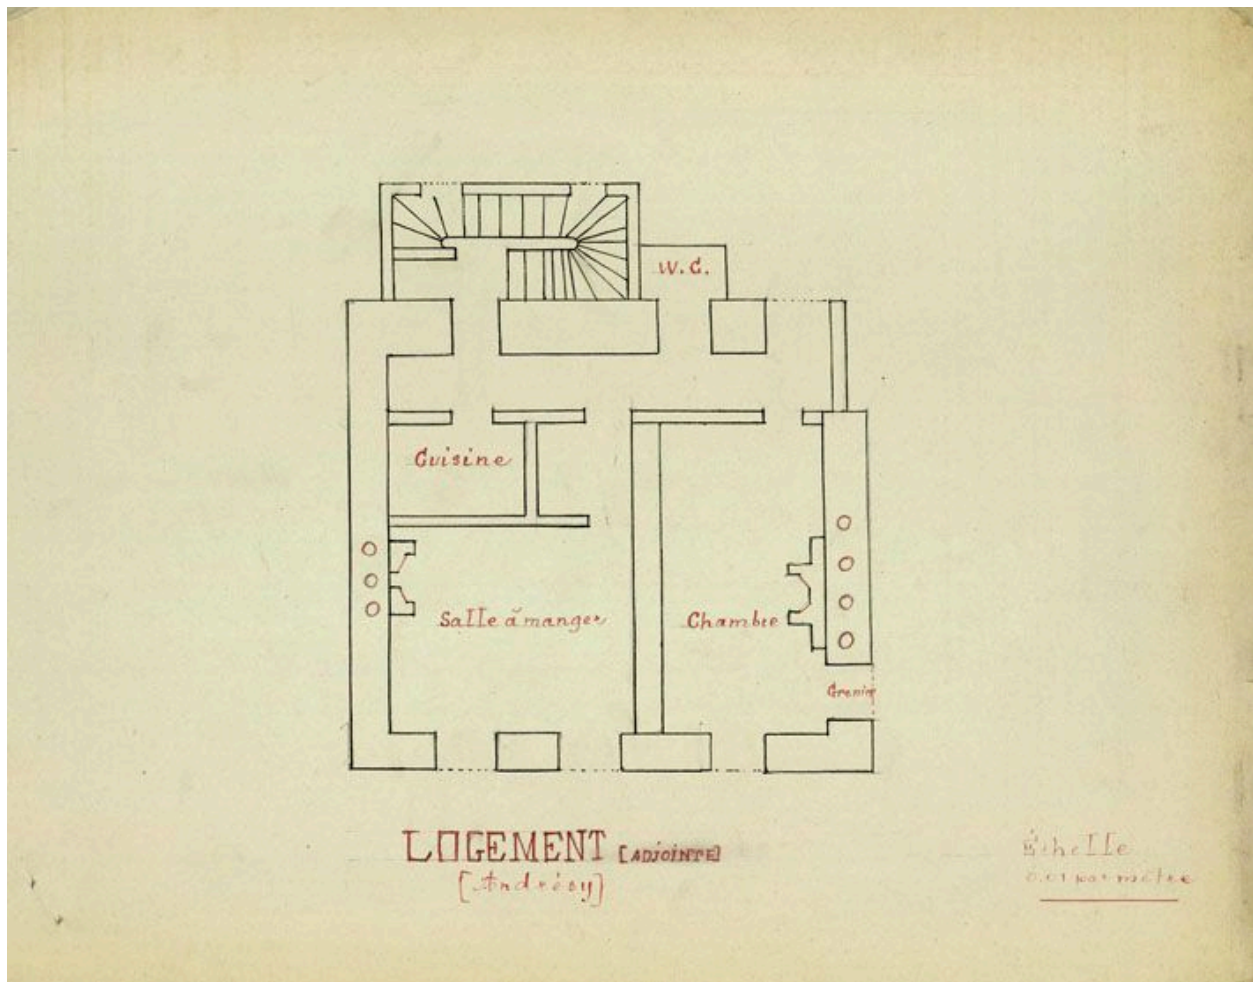 W.C.
Cuisine
Salle à manger
Chambre
Grenier
LOGEMENT [ADJOINTE]
[Andrésy]
Échelle
0.01 par mètre